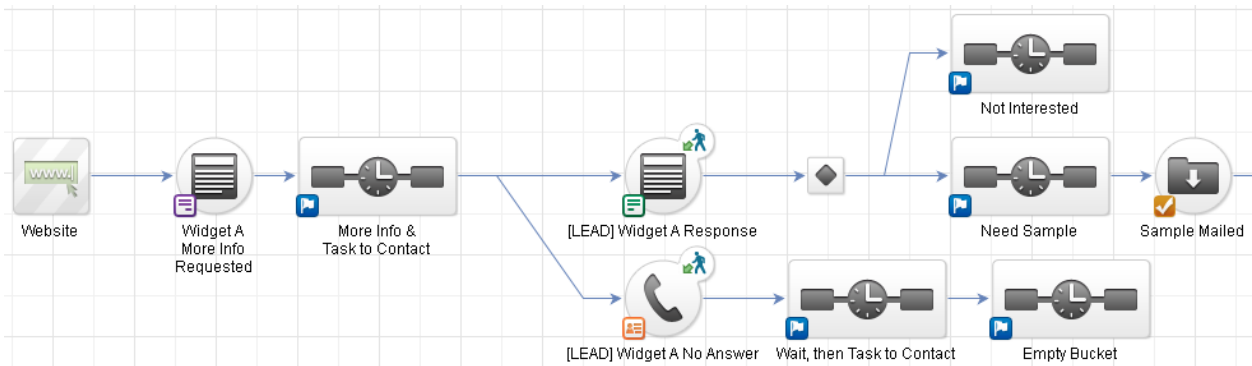 Not Interested
www.
Website
Widget A
More Info
Requested
More Info &
Task to Contact
[LEAD] Widget A Response
Need Sample
Sample Mailed
[LEAD] Widget A No Answer
Wait, then Task to Contact
Empty Bucket